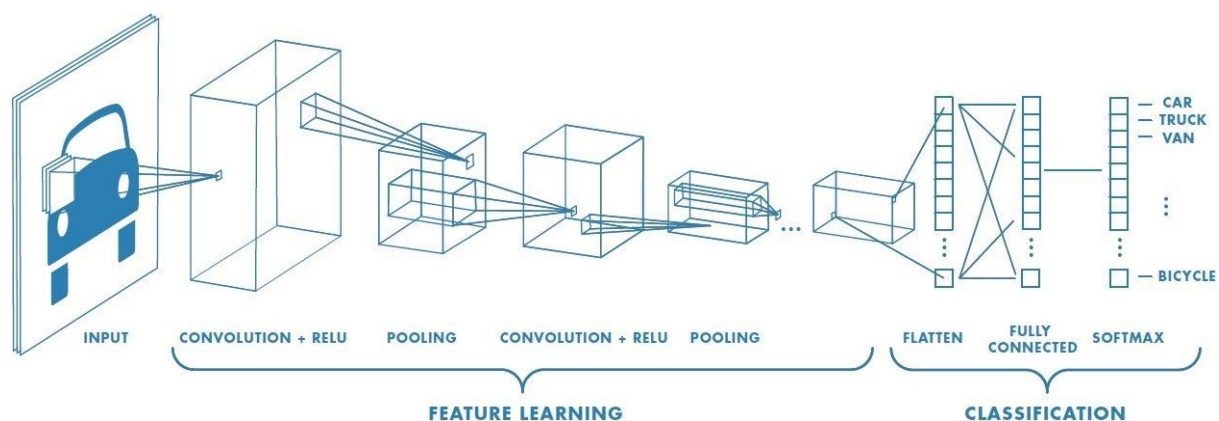 CAR
TRUCK
VAN
BICYCLE
INPUT
CONVOLUTION + RELU
POOLING
CONVOLUTION + RELU
POOLING
FLATTEN
FULLY
CONNECTED
SOFTMAX
FEATURE LEARNING
CLASSIFICATION